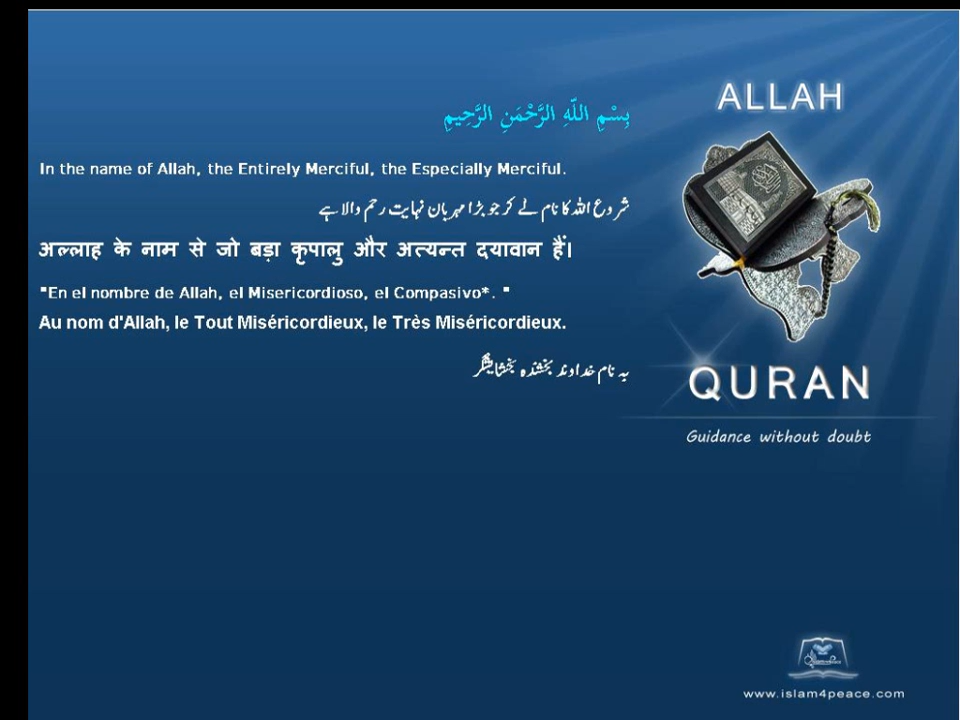 بِسْمِ اللَّهِ الرَّحْمَنِ الرَّحِيمِ
In the name of Allah, the Entirely Merciful, the Especially Merciful.
شروع الله کا نام لے کر جو بڑا مہربان نہایت رحم والا ہے
अल्लाह के नाम से जो बड़ा कृपालु और अत्यन्त दयावान हैं।
"En el nombre de Allah, el Misericordioso, el Compasivo*. "
Au nom d'Allah, le Tout Miséricordieux, le Très Miséricordieux.
به نام خداوند بخشنده بخشایشگر
ALLAH
QURAN
Guidance without doubt
www.islam4peace.com